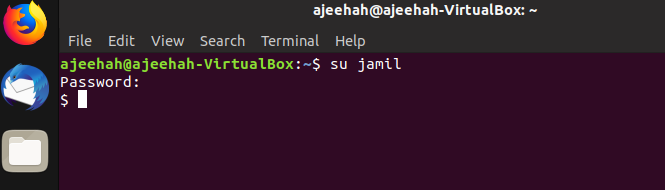 ajeehah@ajeehah-VirtualBox: ~
File Edit View Search Terminal Help
ajeehah@ajeehah-VirtualBox:~$ su jamil
Password:
$